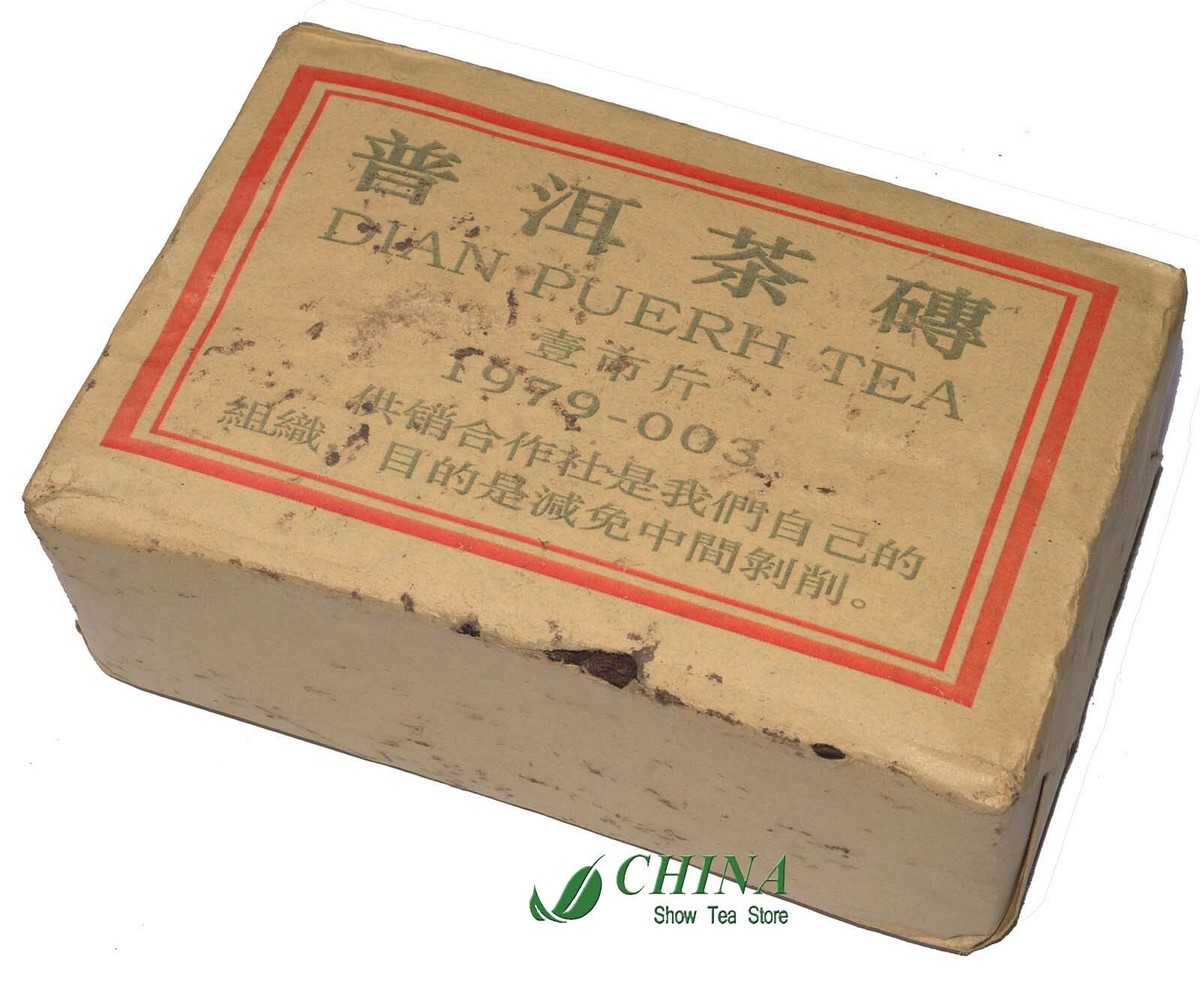 普洱茶磚
DIAN PUERH TEA
壹市斤
1979-003
供销合作社是我們自己的
組織，目的是減免中間剝削。
CHINA
Show Tea Store